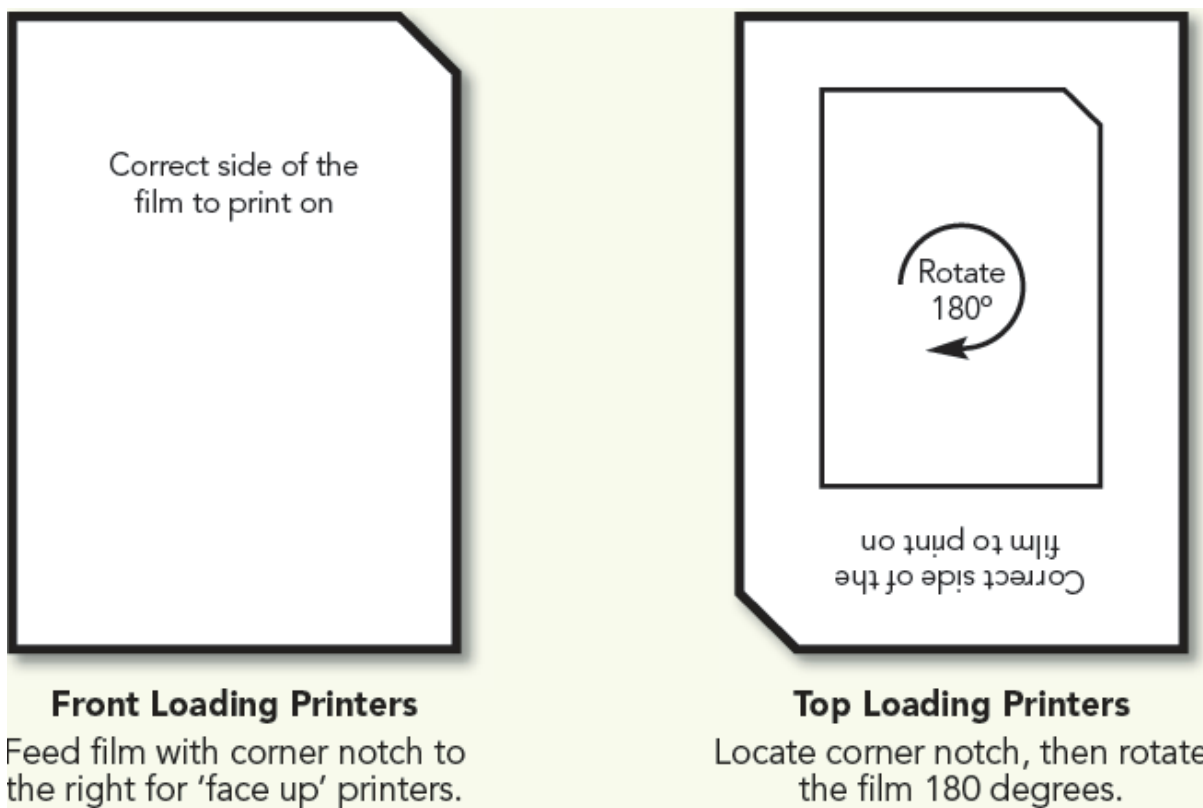 Correct side of the
film to print on
Front Loading Printers
Feed film with corner notch to
the right for ‘face up’ printers.
Rotate
180º
Correct side of the
film to print on
Top Loading Printers
Locate corner notch, then rotate
the film 180 degrees.